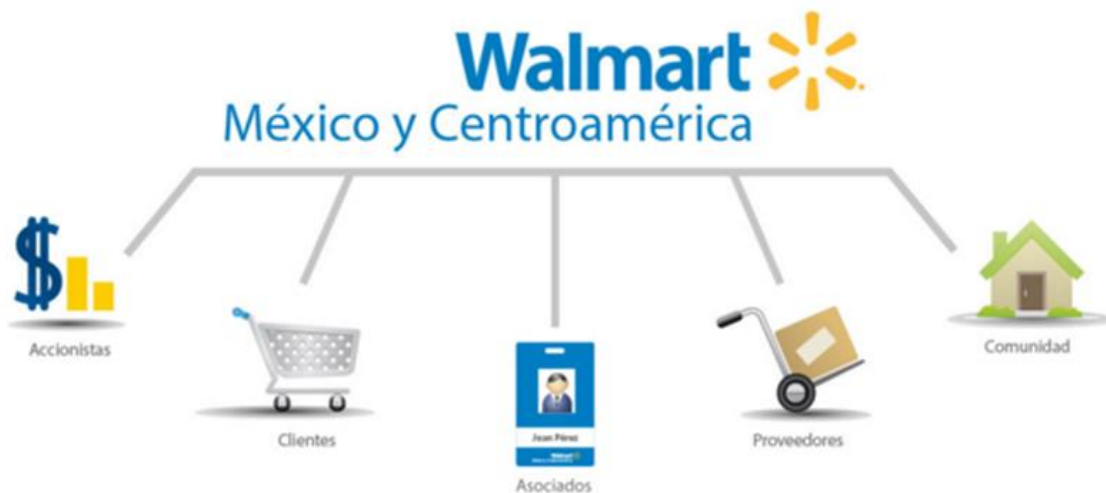 Walmart
México y Centroamérica
Accionistas
Clientes
Juan Pérez
Walmart
Asociados
Proveedores
Comunidad